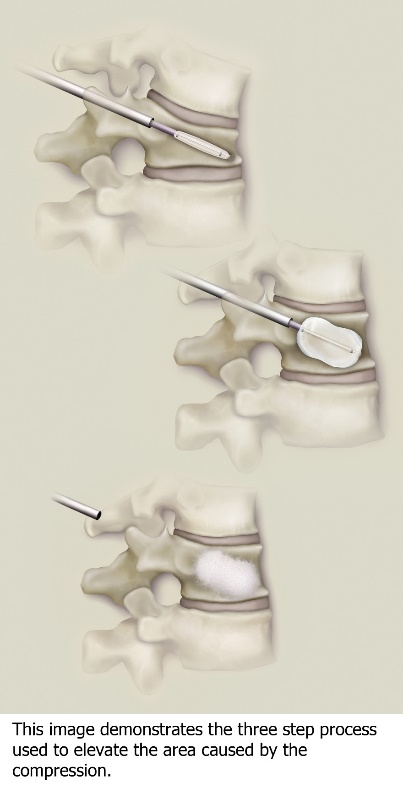 This image demonstrates the three step process
used to elevate the area caused by the
compression.